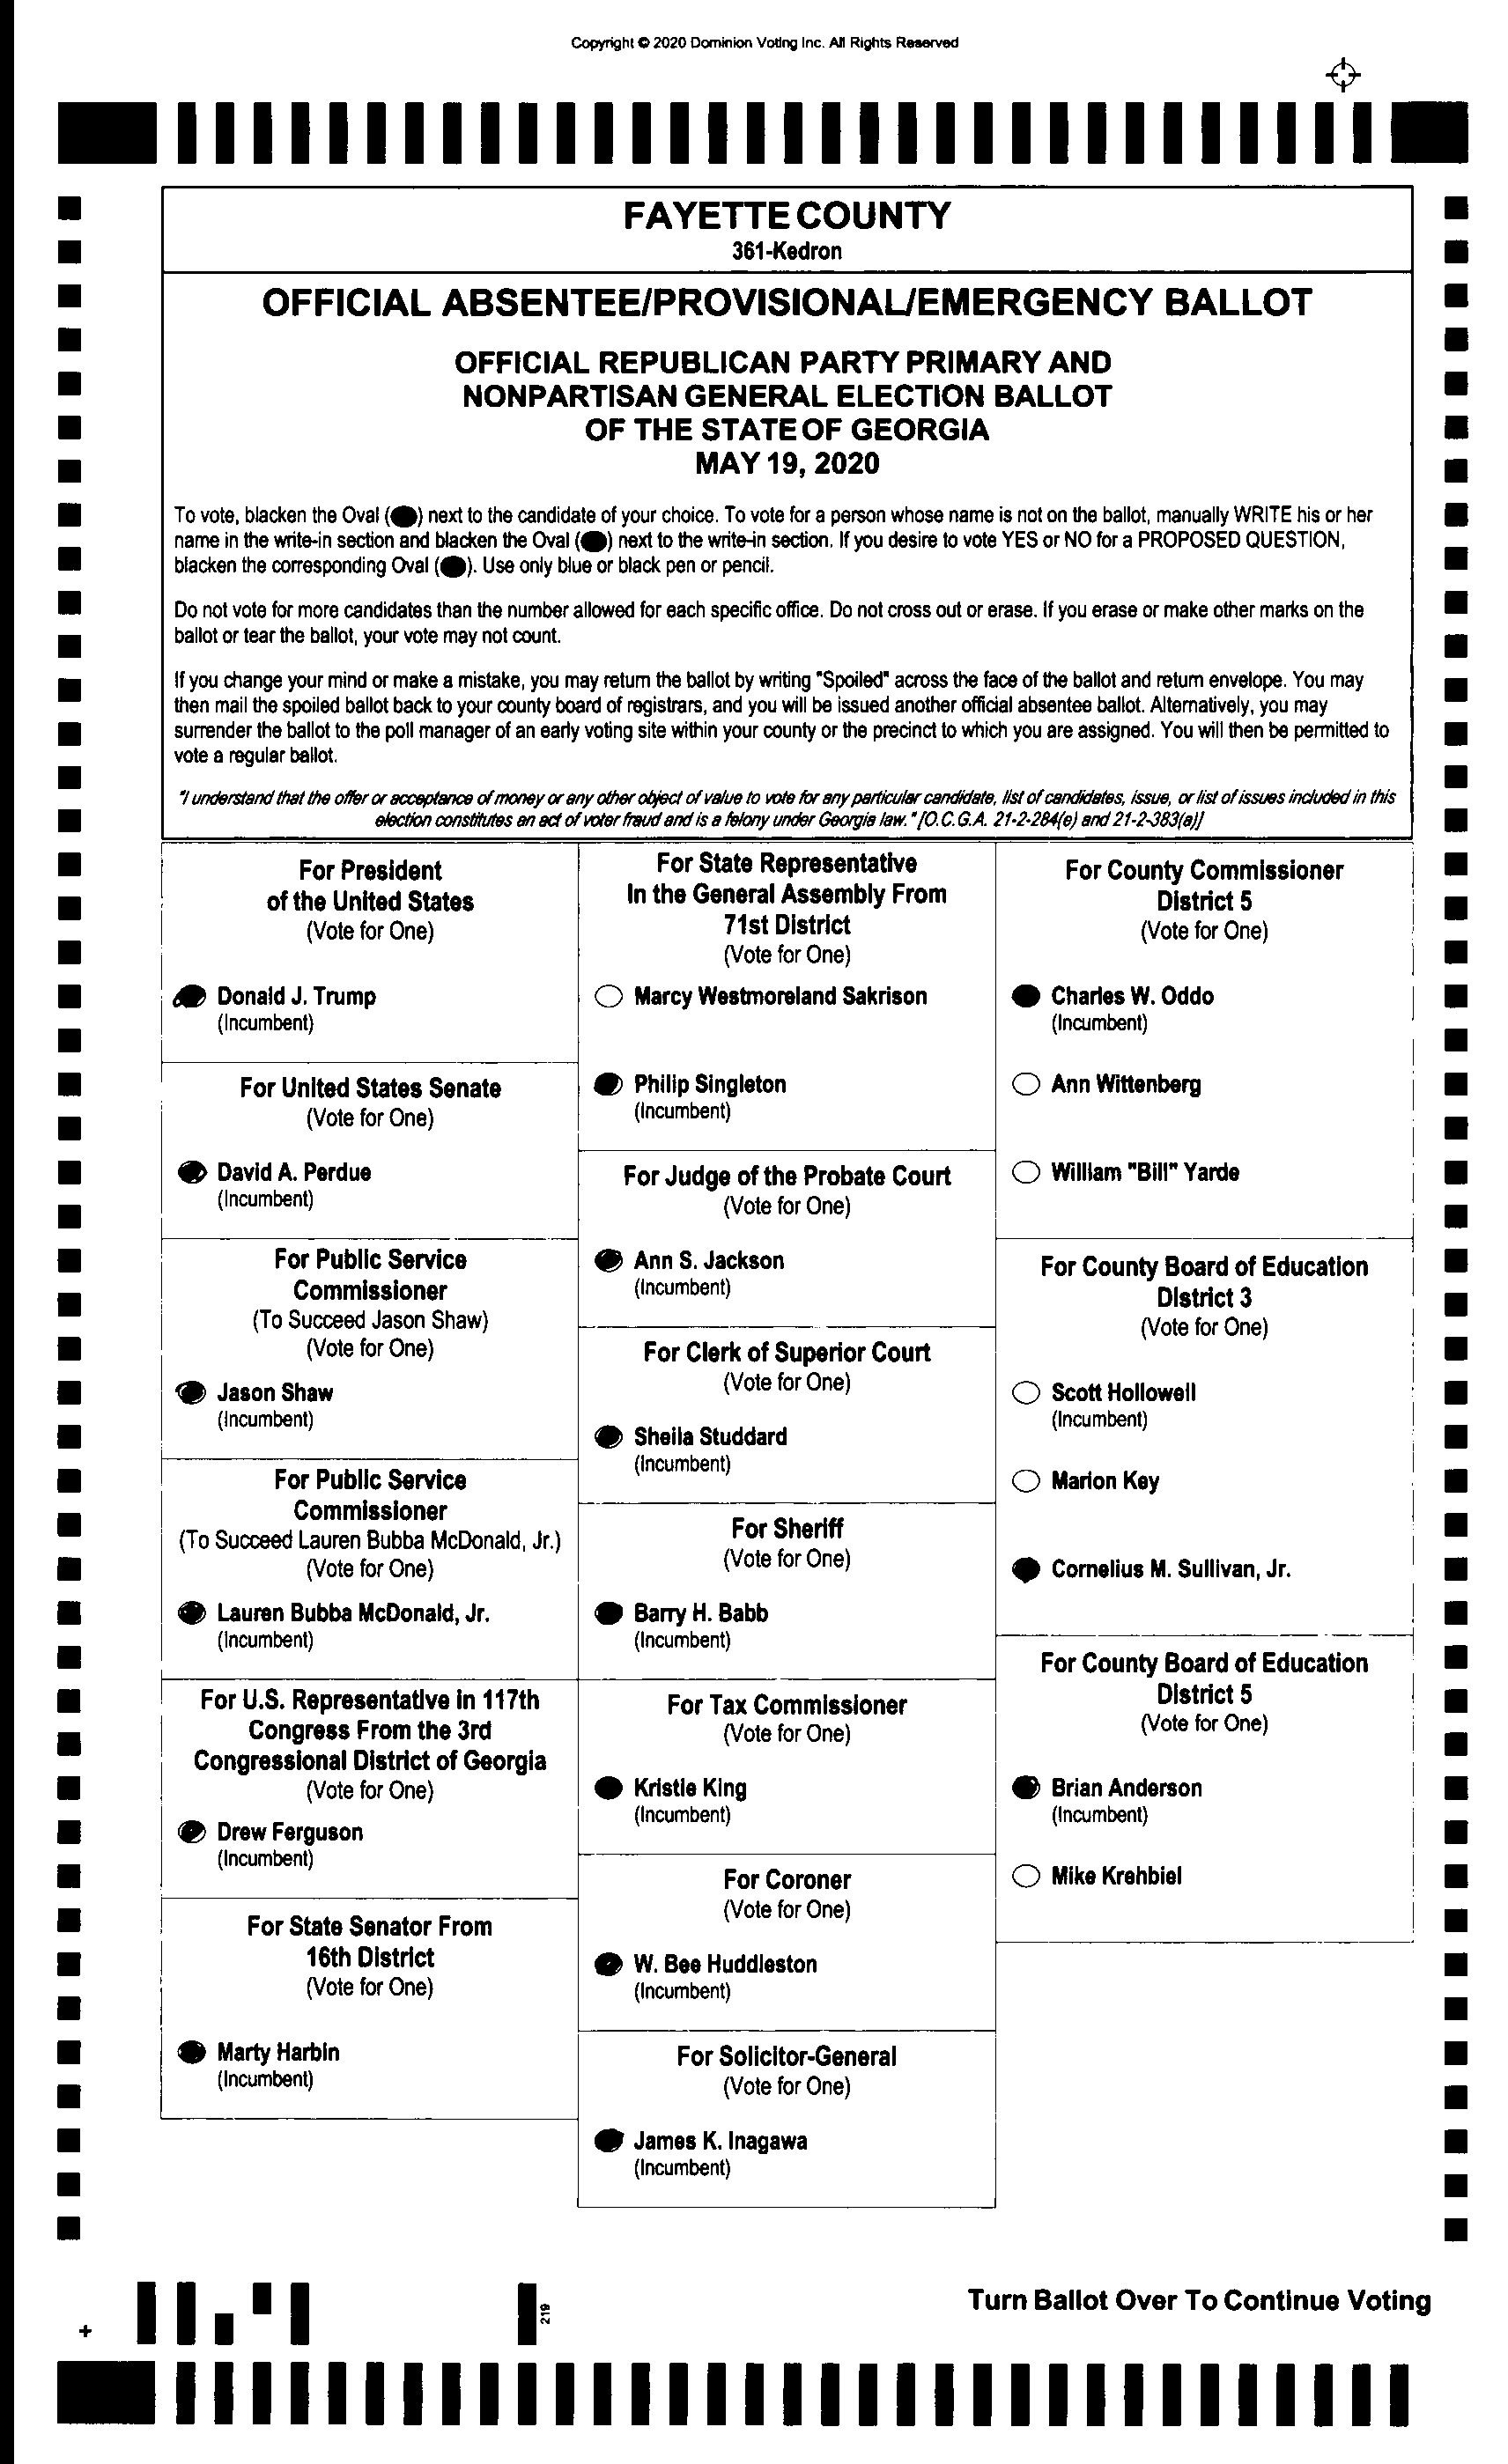 Copyright © 2020 Dominion Voting Inc. All Rights Reserved
FAYETTE COUNTY
361-Kedron
OFFICIAL ABSENTEE/PROVISIONAL/EMERGENCY BALLOT
OFFICIAL REPUBLICAN PARTY PRIMARY AND
NONPARTISAN GENERAL ELECTION BALLOT
OF THE STATE OF GEORGIA
MAY 19, 2020
To vote, blacken the Oval ( ) next to the candidate of your choice. To vote for a person whose name is not on the ballot, manually WRITE his or her
name in the write-in section and blacken the Oval ( ) next to the write-in section. If you desire to vote YES or NO for a PROPOSED QUESTION,
blacken the corresponding Oval ( ). Use only blue or black pen or pencil.
Do not vote for more candidates than the number allowed for each specific office. Do not cross out or erase. If you erase or make other marks on the
ballot or tear the ballot, your vote may not count.
If you change your mind or make a mistake, you may return the ballot by writing "Spoiled" across the face of the ballot and return envelope. You may
then mail the spoiled ballot back to your county board of registrars, and you will be issued another official absentee ballot. Alternatively, you may
surrender the ballot to the poll manager of an early voting site within your county or the precinct to which you are assigned. You will then be permitted to
vote a regular ballot.
"I understand that the offer or acceptance of money or any other object of value to vote for any particular candidate, list of candidates, issue, or list of issues included in this
election constitutes an act of voter fraud and is a felony under Georgia law." [O.C.G.A. 21-2-284(e) and 21-2-383(a)]
For President
of the United States
(Vote for One)
Donald J. Trump
(Incumbent)
For United States Senate
(Vote for One)
David A. Perdue
(Incumbent)
For Public Service
Commissioner
(To Succeed Jason Shaw)
(Vote for One)
Jason Shaw
(Incumbent)
For Public Service
Commissioner
(To Succeed Lauren Bubba McDonald, Jr.)
(Vote for One)
Lauren Bubba McDonald, Jr.
(Incumbent)
For U.S. Representative in 117th
Congress From the 3rd
Congressional District of Georgia
(Vote for One)
Drew Ferguson
(Incumbent)
For State Senator From
16th District
(Vote for One)
Marty Harbin
(Incumbent)
For State Representative
In the General Assembly From
71st District
(Vote for One)
Marcy Westmoreland Sakrison
Philip Singleton
(Incumbent)
For Judge of the Probate Court
(Vote for One)
Ann S. Jackson
(Incumbent)
For Clerk of Superior Court
(Vote for One)
Sheila Studdard
(Incumbent)
For Sheriff
(Vote for One)
Barry H. Babb
(Incumbent)
For Tax Commissioner
(Vote for One)
Kristie King
(Incumbent)
For Coroner
(Vote for One)
W. Bee Huddleston
(Incumbent)
For Solicitor-General
(Vote for One)
James K. Inagawa
(Incumbent)
For County Commissioner
District 5
(Vote for One)
Charles W. Oddo
(Incumbent)
Ann Wittenberg
William "Bill" Yarde
For County Board of Education
District 3
(Vote for One)
Scott Hollowell
(Incumbent)
Marion Key
Cornelius M. Sullivan, Jr.
For County Board of Education
District 5
(Vote for One)
Brian Anderson
(Incumbent)
Mike Krehbiel
219
Turn Ballot Over To Continue Voting